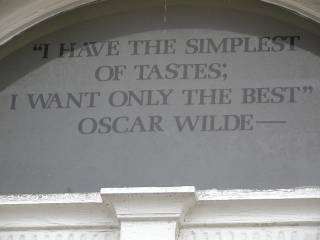 “I HAVE THE SIMPLEST
OF TASTES;
I WANT ONLY THE BEST”
OSCAR WILDE—